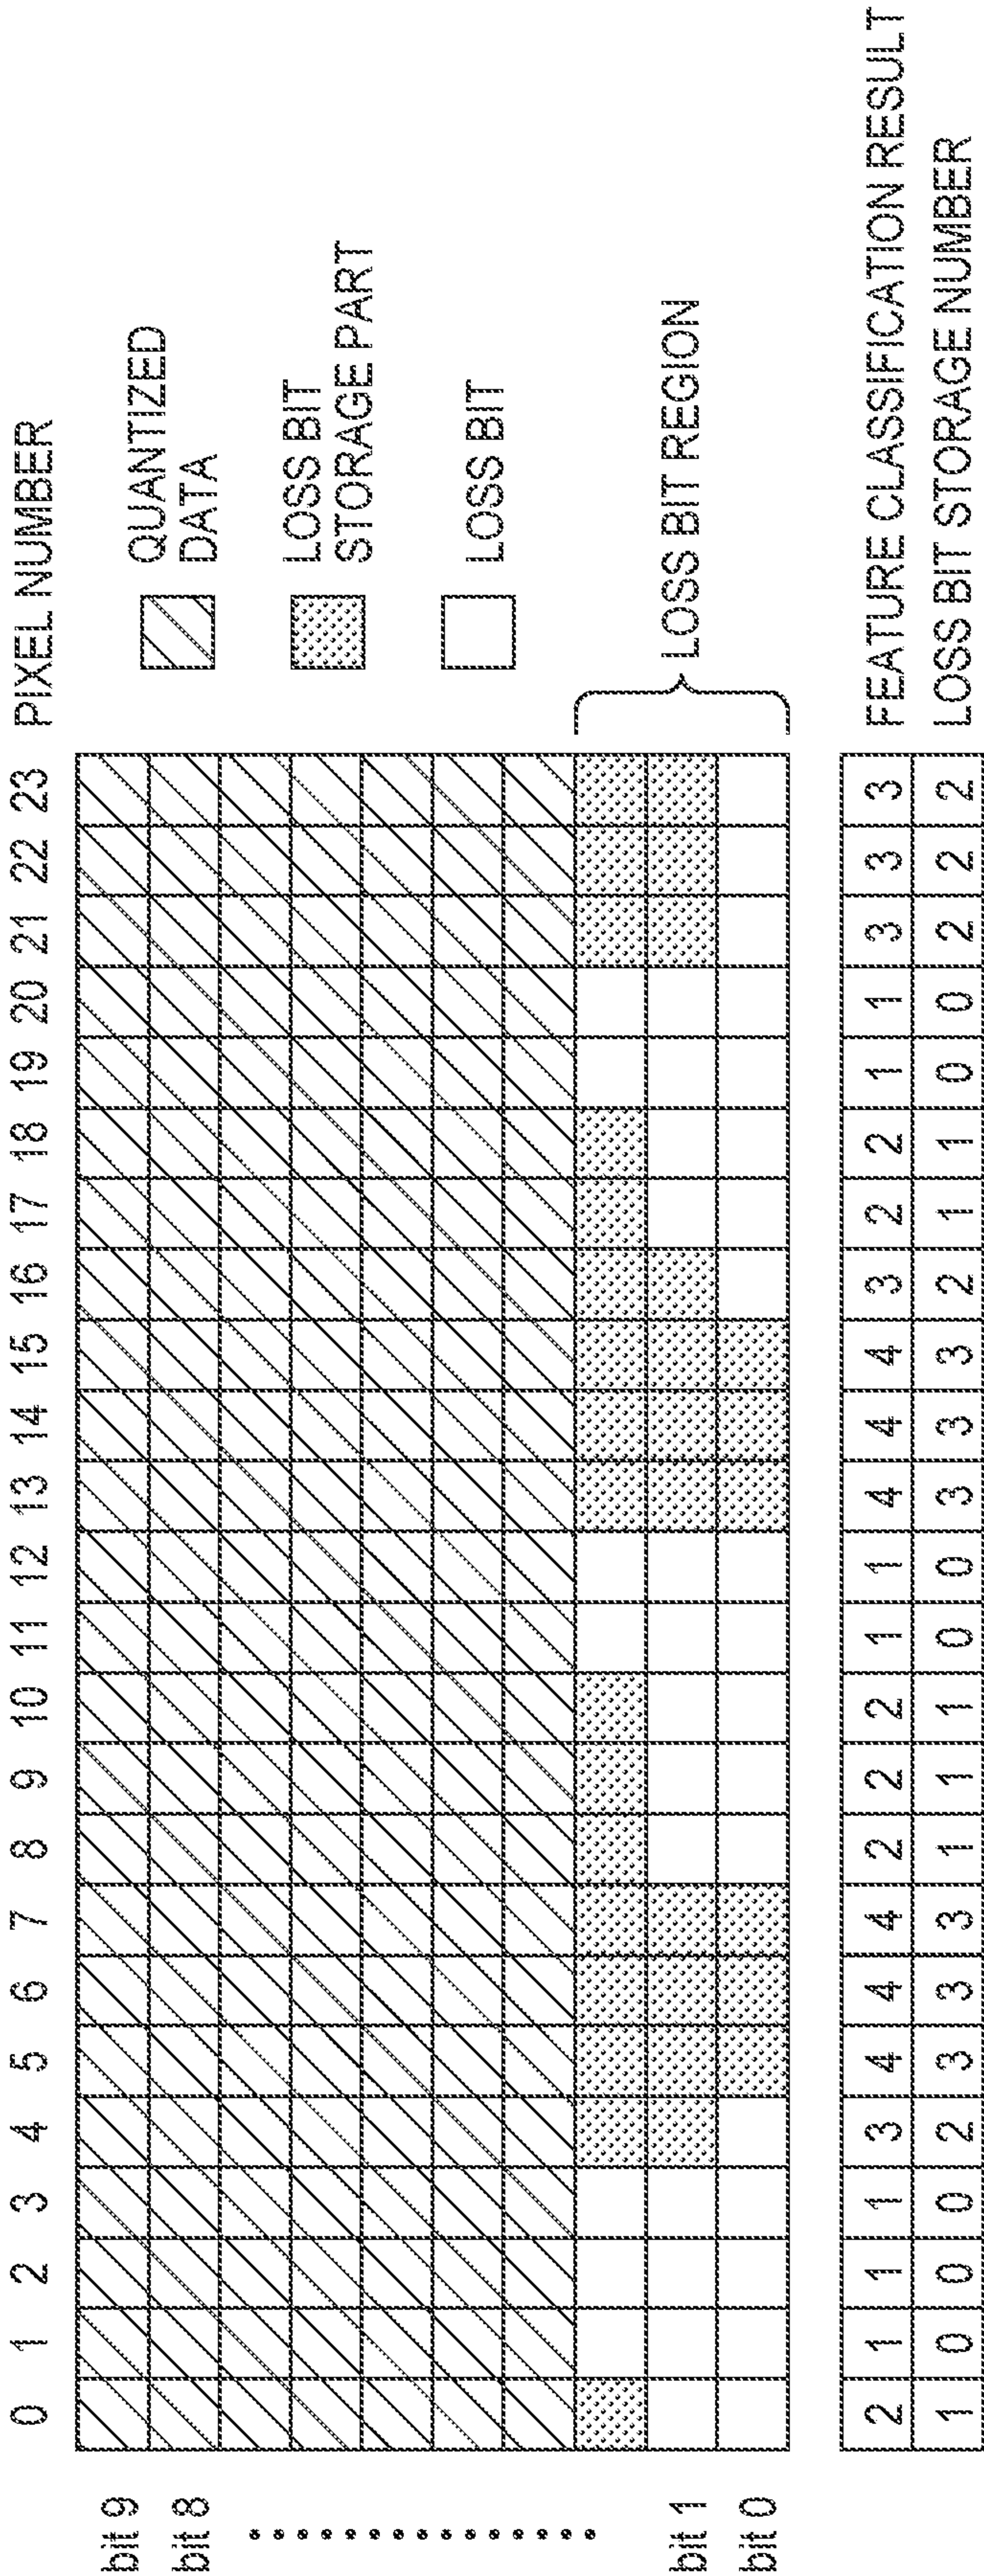 0 1 2 3 4 5 6 7 8 9 10 11 12 13 14 15 16 17 18 19 20 21 22 23 PIXEL NUMBER
bit 9
bit 8
bit 1
bit 0
QUANTIZED
DATA
LOSS BIT
STORAGE PART
LOSS BIT
LOSS BIT REGION
2 1 1 1 3 4 4 4 2 2 2 1 1 4 4 4 3 2 2 1 1 3 3 3 FEATURE CLASSIFICATION RESULT
1 0 0 0 2 3 3 3 1 1 1 0 0 3 3 3 2 1 1 0 0 2 2 2 LOSS BIT STORAGE NUMBER